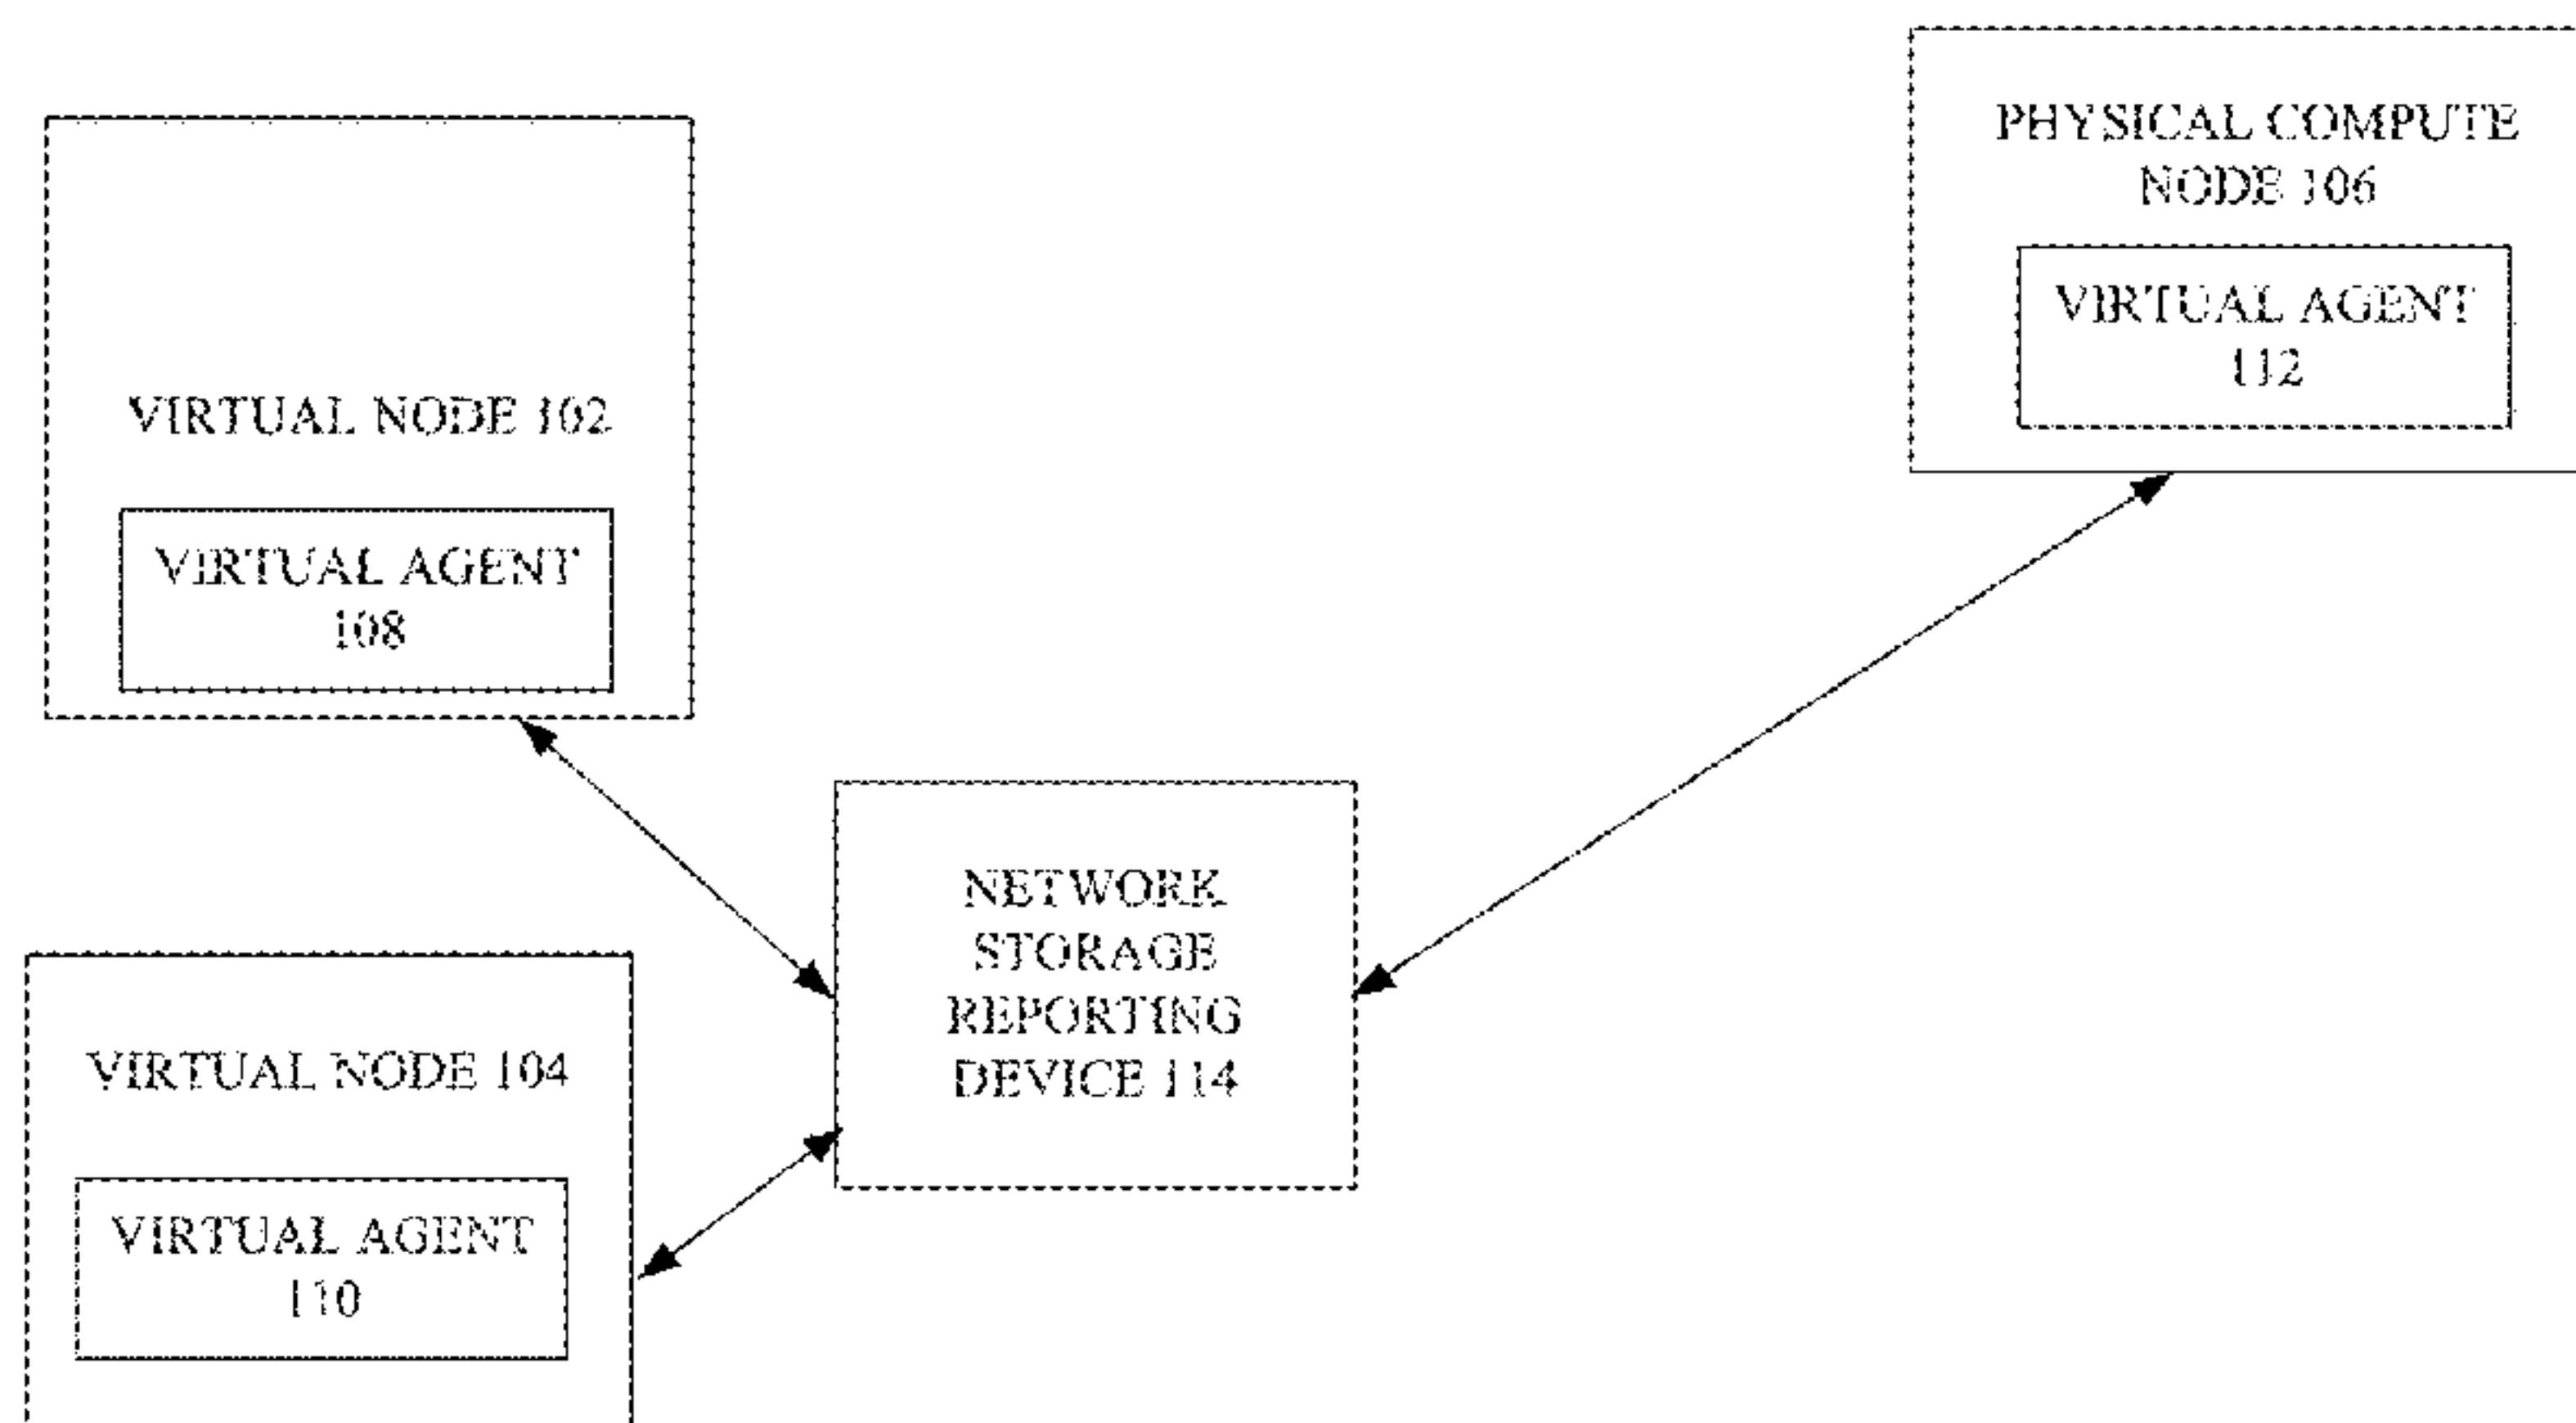 PHYSICAL COMPUTE
NODE 106
VIRTUAL AGENT
112
VIRTUAL NODE 102
VIRTUAL AGENT
108
NETWORK
STORAGE
REPORTING
DEVICE 114
VIRTUAL NODE 104
VIRTUAL AGENT
110